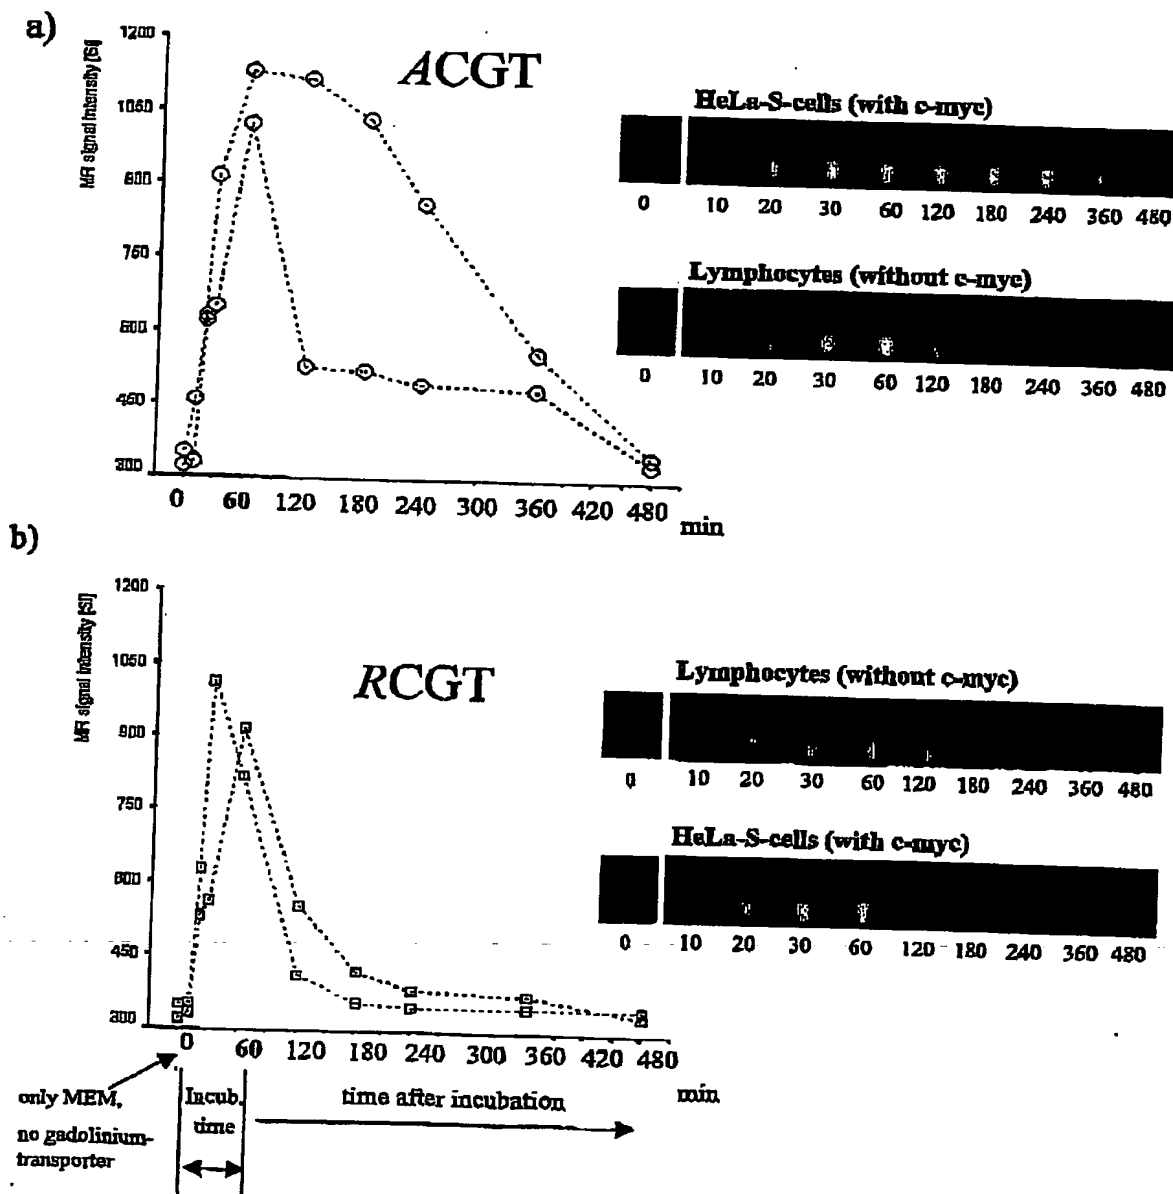 a)
MR signal intensity [SI]
1200
1050
900
750
600
450
300
ACGT
0 60 120 180 240 300 360 420 480
min
HeLa-S-cells (with c-myc)
0 10 20 30 60 120 180 240 360 480
Lymphocytes (without c-myc)
0 10 20 30 60 120 180 240 360 480
b)
MR signal intensity [SI]
1200
1050
900
750
600
450
300
RCGT
0 60 120 180 240 300 360 420 480
min
Lymphocytes (without c-myc)
0 10 20 30 60 120 180 240 360 480
HeLa-S-cells (with c-myc)
0 10 20 30 60 120 180 240 360 480
only MEM,
no gadolinium-
transporter
Incub.
time
time after incubation